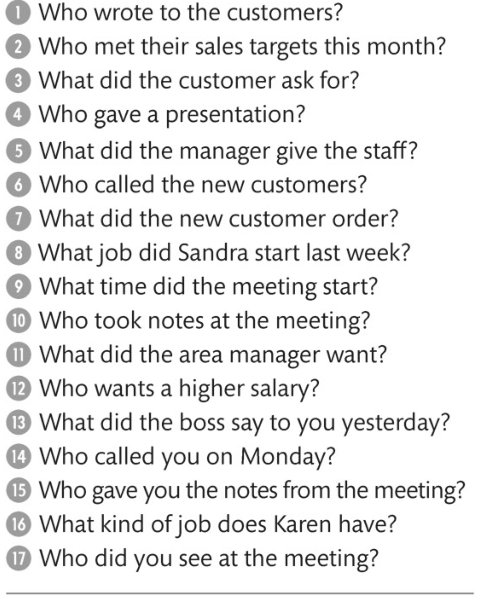 1 Who wrote to the customers?
2 Who met their sales targets this month?
3 What did the customer ask for?
4 Who gave a presentation?
5 What did the manager give the staff?
6 Who called the new customers?
7 What did the new customer order?
8 What job did Sandra start last week?
9 What time did the meeting start?
10 Who took notes at the meeting?
11 What did the area manager want?
12 Who wants a higher salary?
13 What did the boss say to you yesterday?
14 Who called you on Monday?
15 Who gave you the notes from the meeting?
16 What kind of job does Karen have?
17 Who did you see at the meeting?